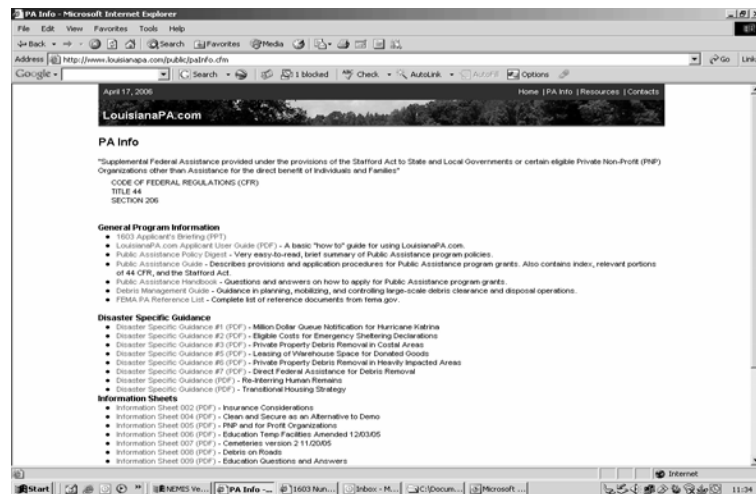 PA Info - Microsoft Internet Explorer
File Edit View Favorites Tools Help
Back Search Favorites Media
Address http://www.louisianapa.com/public/paInfo.cfm Go Links
Google Search 1 blocked Check AutoLink AutoFill Options
April 17, 2006 Home | PA Info | Resources | Contacts
LouisianaPA.com
PA Info
"Supplemental Federal Assistance provided under the provisions of the Stafford Act to State and Local Governments or certain eligible Private Non-Profit (PNP)
Organizations other than Assistance for the direct benefit of Individuals and Families"
CODE OF FEDERAL REGULATIONS (CFR)
TITLE 44
SECTION 206
General Program Information
1603 Applicant's Briefing (PPT)
LouisianaPA.com Applicant User Guide (PDF) - A basic "how to" guide for using LouisianaPA.com.
Public Assistance Policy Digest - Very easy-to-read, brief summary of Public Assistance program policies.
Public Assistance Guide - Describes provisions and application procedures for Public Assistance program grants. Also contains index, relevant portions
of 44 CFR, and the Stafford Act.
Public Assistance Handbook - Questions and answers on how to apply for Public Assistance program grants.
Debris Management Guide - Guidance in planning, mobilizing, and controlling large-scale debris clearance and disposal operations.
FEMA PA Reference List - Complete list of reference documents from fema.gov.
Disaster Specific Guidance
Disaster Specific Guidance #1 (PDF) - Million Dollar Queue Notification for Hurricane Katrina
Disaster Specific Guidance #2 (PDF) - Eligible Costs for Emergency Sheltering Declarations
Disaster Specific Guidance #3 (PDF) - Private Property Debris Removal in Costal Areas
Disaster Specific Guidance #5 (PDF) - Leasing of Warehouse Space for Donated Goods
Disaster Specific Guidance #6 (PDF) - Private Property Debris Removal in Heavily Impacted Areas
Disaster Specific Guidance #7 (PDF) - Direct Federal Assistance for Debris Removal
Disaster Specific Guidance (PDF) - Re-Interring Human Remains
Disaster Specific Guidance (PDF) - Transitional Housing Strategy
Information Sheets
Information Sheet 002 (PDF) - Insurance Considerations
Information Sheet 004 (PDF) - Clean and Secure as an Alternative to Demo
Information Sheet 005 (PDF) - PNP and for Profit Organizations
Information Sheet 006 (PDF) - Education Temp Facilities Amended 12/03/05
Information Sheet 007 (PDF) - Cemeteries version 2 11/20/05
Information Sheet 008 (PDF) - Debris on Roads
Information Sheet 009 (PDF) - Education Questions and Answers
Internet
Start NEMIS Ve... PA Info -... 1603 Nun... Inbox - M... C:\Docum... Microsoft ... 11:34